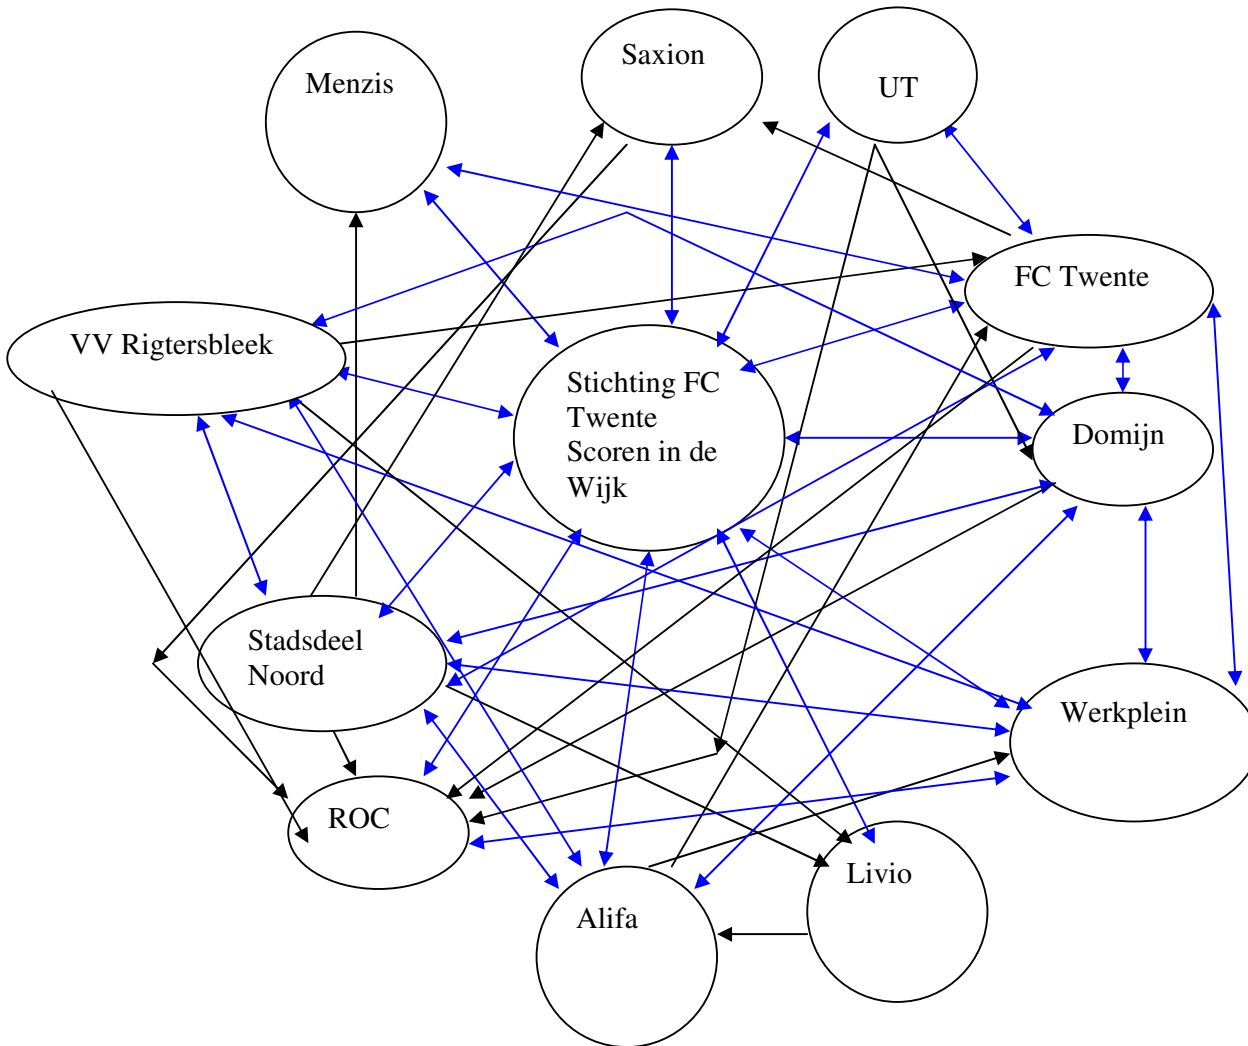 Saxion
Menzis
UT
FC Twente
VV Rigtersbleek
Stichting FC
Twente
Scoren in de
Wijk
Domijn
Stadsdeel
Noord
Werkplein
ROC
Livio
Alifa